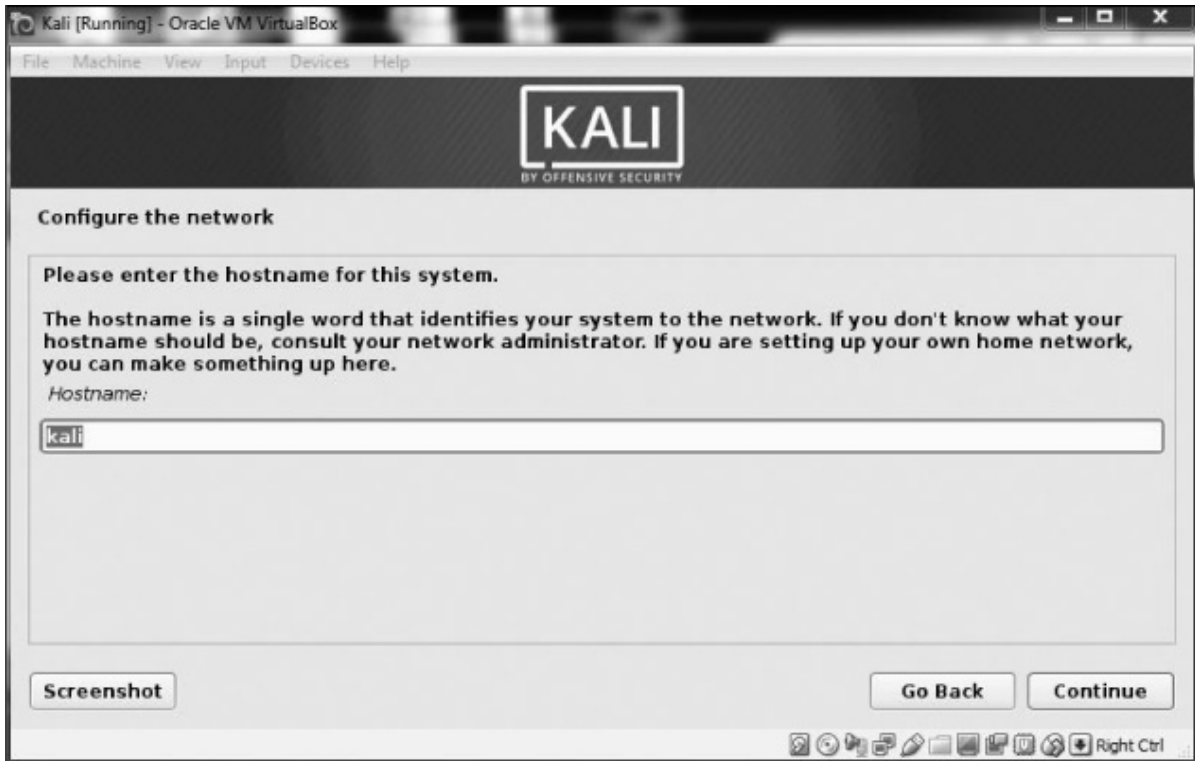 Kali [Running] - Oracle VM VirtualBox
File Machine View Input Devices Help
KALI
BY OFFENSIVE SECURITY
Configure the network
Please enter the hostname for this system.
The hostname is a single word that identifies your system to the network. If you don't know what your
hostname should be, consult your network administrator. If you are setting up your own home network,
you can make something up here.
Hostname:
kali
Screenshot
Go Back
Continue
Right Ctrl